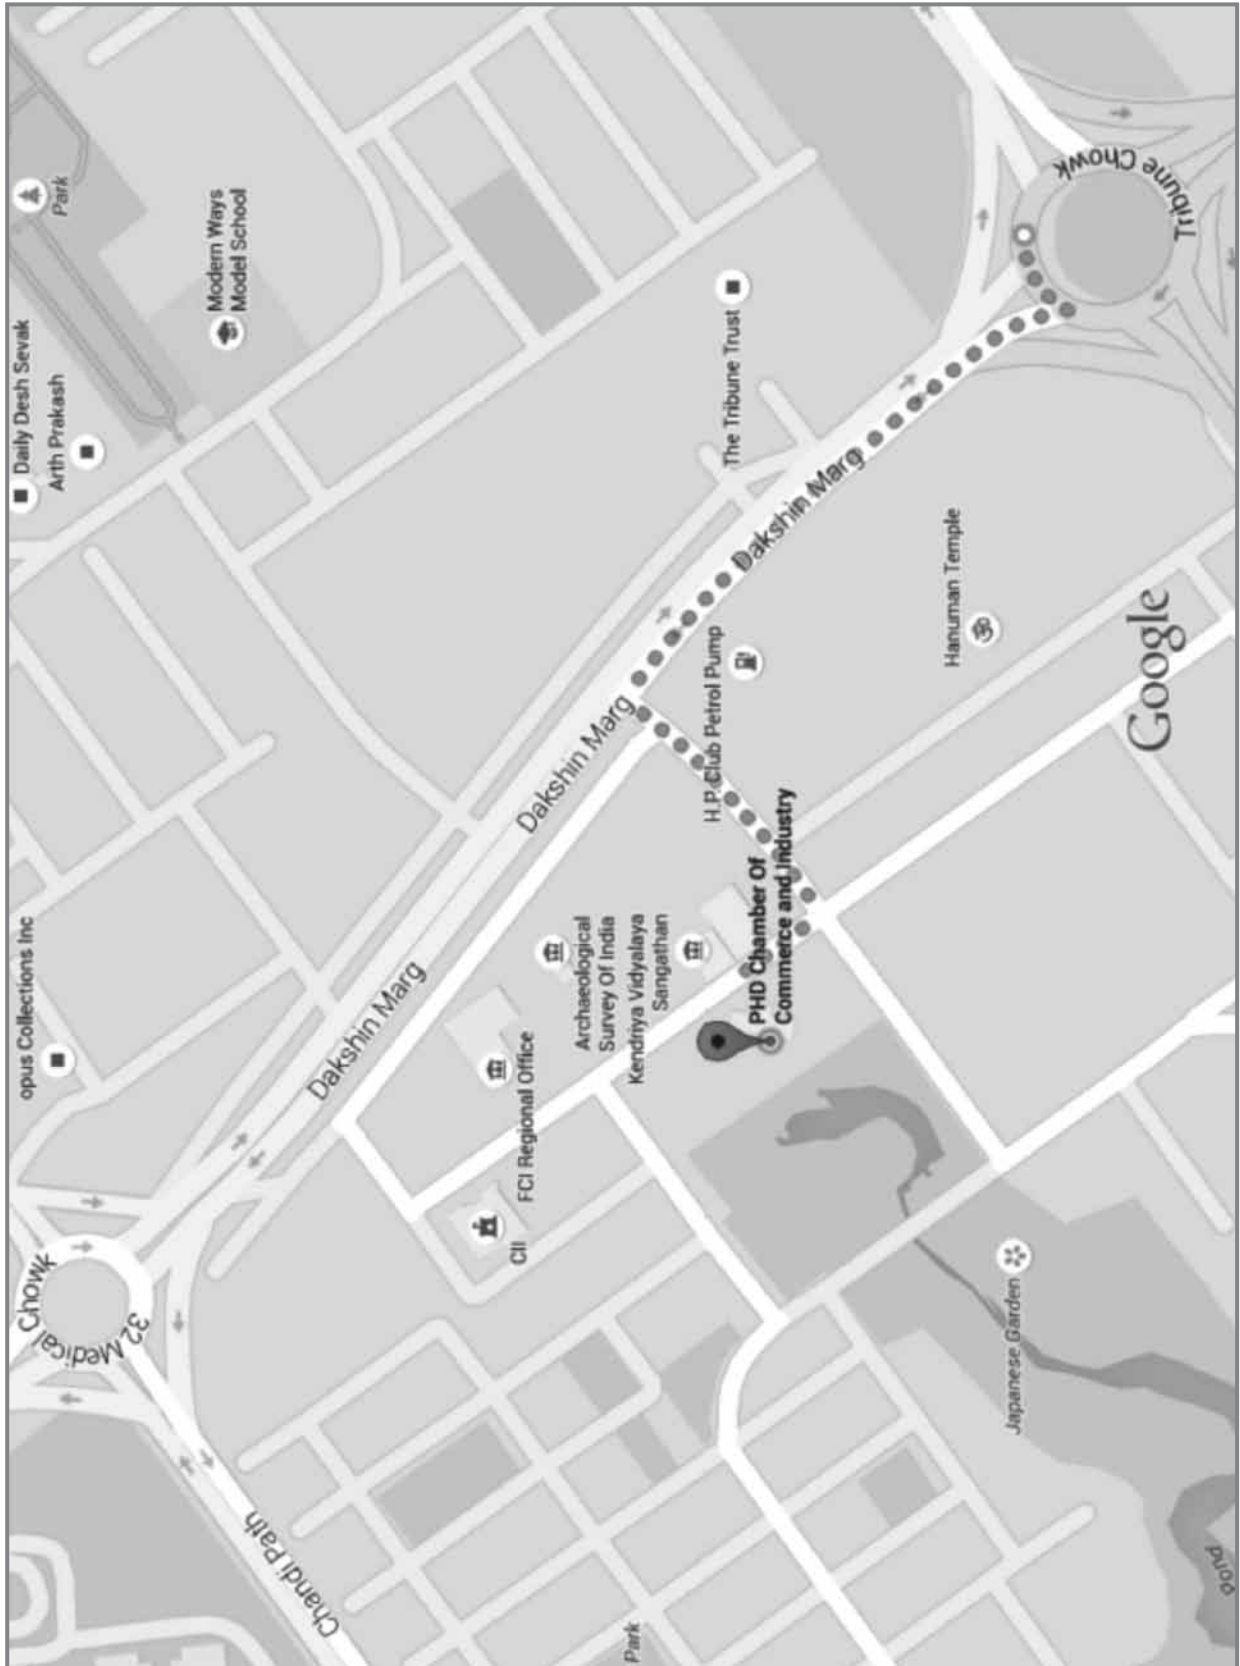 opus Collections Inc
Daily Desh Sevak
32 Medical Chowk
Arth Prakash
Park
Modern Ways
Model School
Chandi Path
Dakshin Marg
CII
FCI Regional Office
Dakshin Marg
Archaeological
Survey Of India
Kendriya Vidyalaya
Sangathan
Park
H.P. Club Petrol Pump
The Tribune Trust
PHD Chamber Of
Commerce and Industry
Dakshin Marg
Hanuman Temple
Japanese Garden
Tribune Chowk
Google
pond